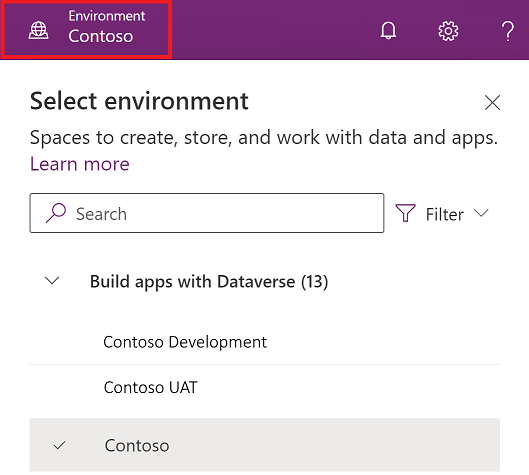 Environment
Contoso
?
Select environment
Spaces to create, store, and work with data and apps.
Learn more
Search
Filter
Build apps with Dataverse (13)
Contoso Development
Contoso UAT
Contoso